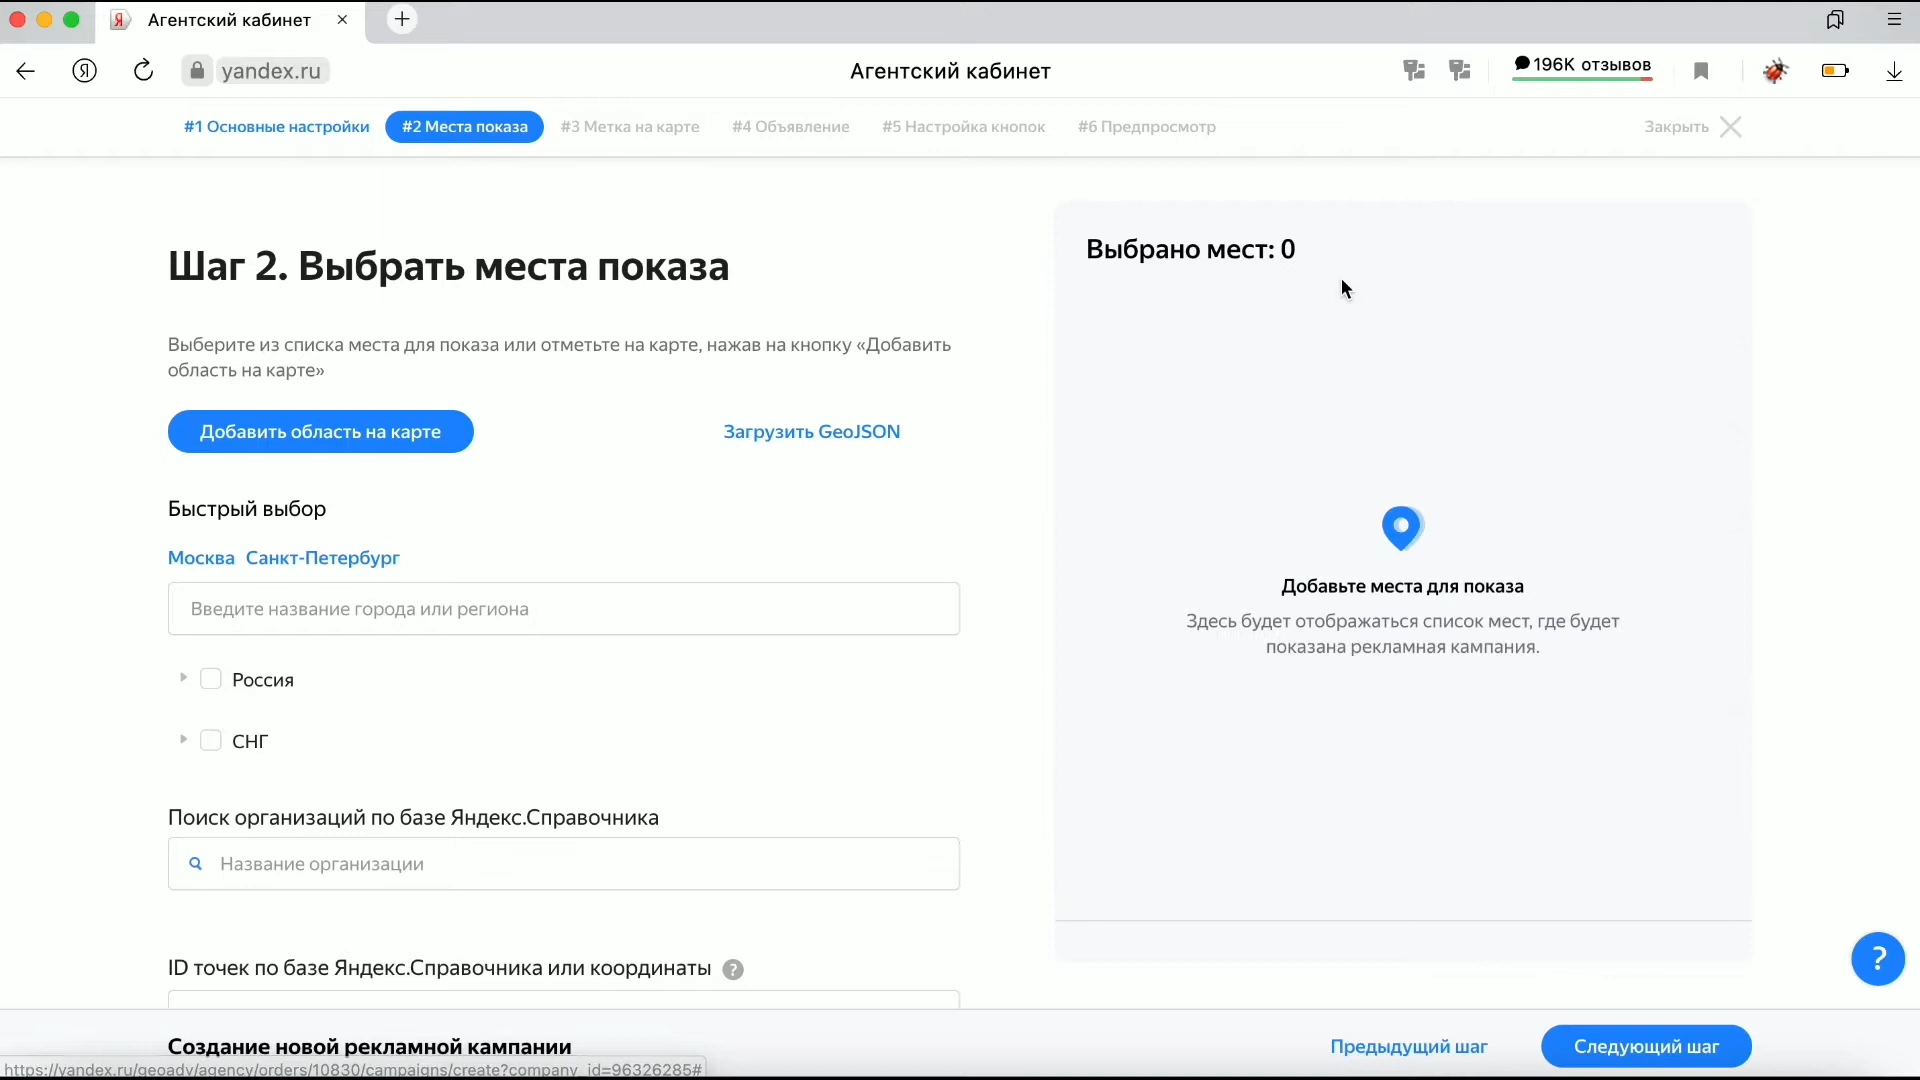 Агентский кабинет
yandex.ru
Агентский кабинет
196K отзывов
#1 Основные настройки
#2 Места показа
#3 Метка на карте
#4 Объявление
#5 Настройка кнопок
#6 Предпросмотр
Закрыть
Шаг 2. Выбрать места показа
Выберите из списка места для показа или отметьте на карте, нажав на кнопку «Добавить
область на карте»
Добавить область на карте
Загрузить GeoJSON
Быстрый выбор
Москва Санкт-Петербург
Введите название города или региона
Россия
СНГ
Поиск организаций по базе Яндекс.Справочника
Название организации
ID точек по базе Яндекс.Справочника или координаты ?
Выбрано мест: 0
Добавьте места для показа
Здесь будет отображаться список мест, где будет
показана рекламная кампания.
?
Создание новой рекламной кампании
Предыдущий шаг
Следующий шаг
https://yandex.ru/geoadv/agency/orders/10830/campaigns/create?company_id=96326285#